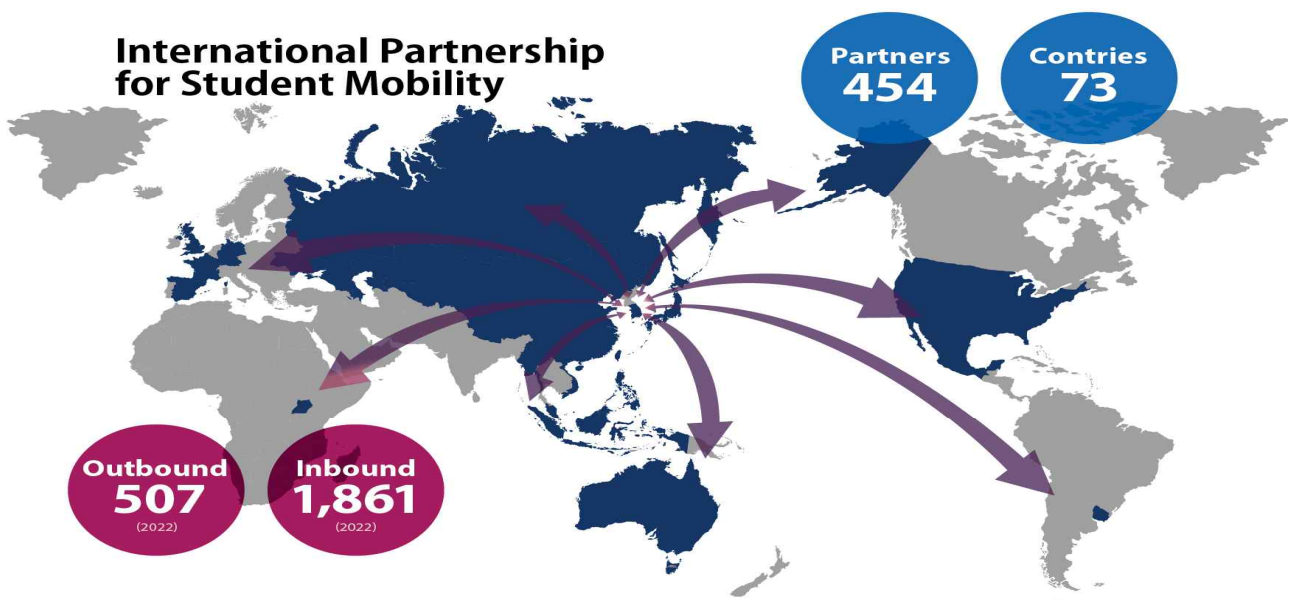 International Partnership
for Student Mobility
Partners
454
Contries
73
Outbound
507
(2022)
Inbound
1,861
(2022)